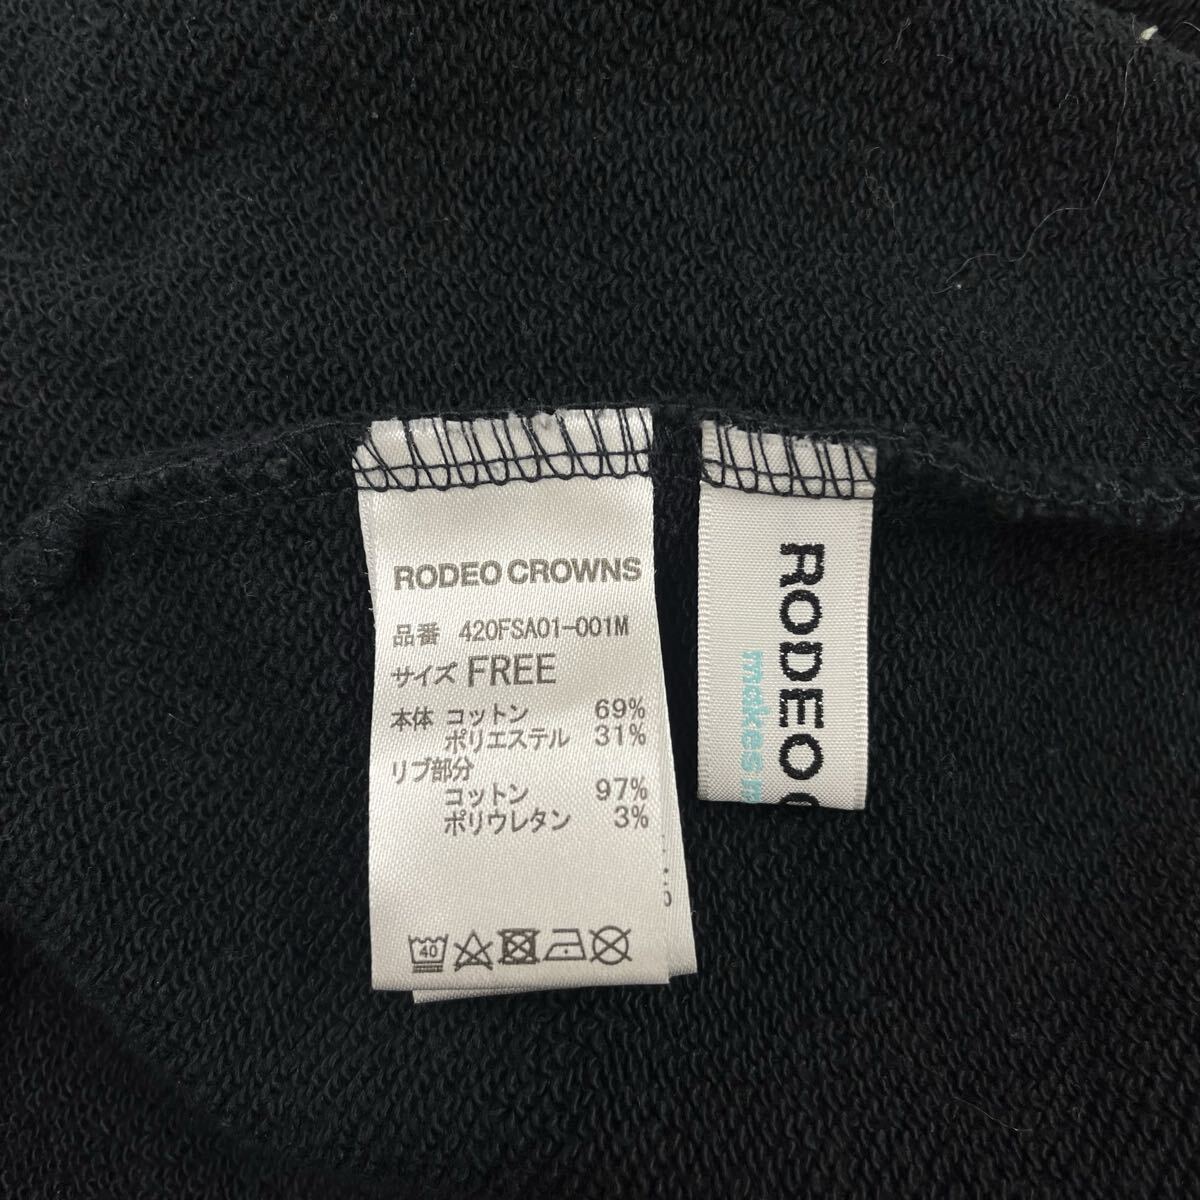 RODEO CROWNS
品番 420FSA01-001M
サイズ FREE
本体 コットン 69%
ポリエステル 31%
リブ部分
コットン 97%
ポリウレタン 3%
40
RODEO
makes